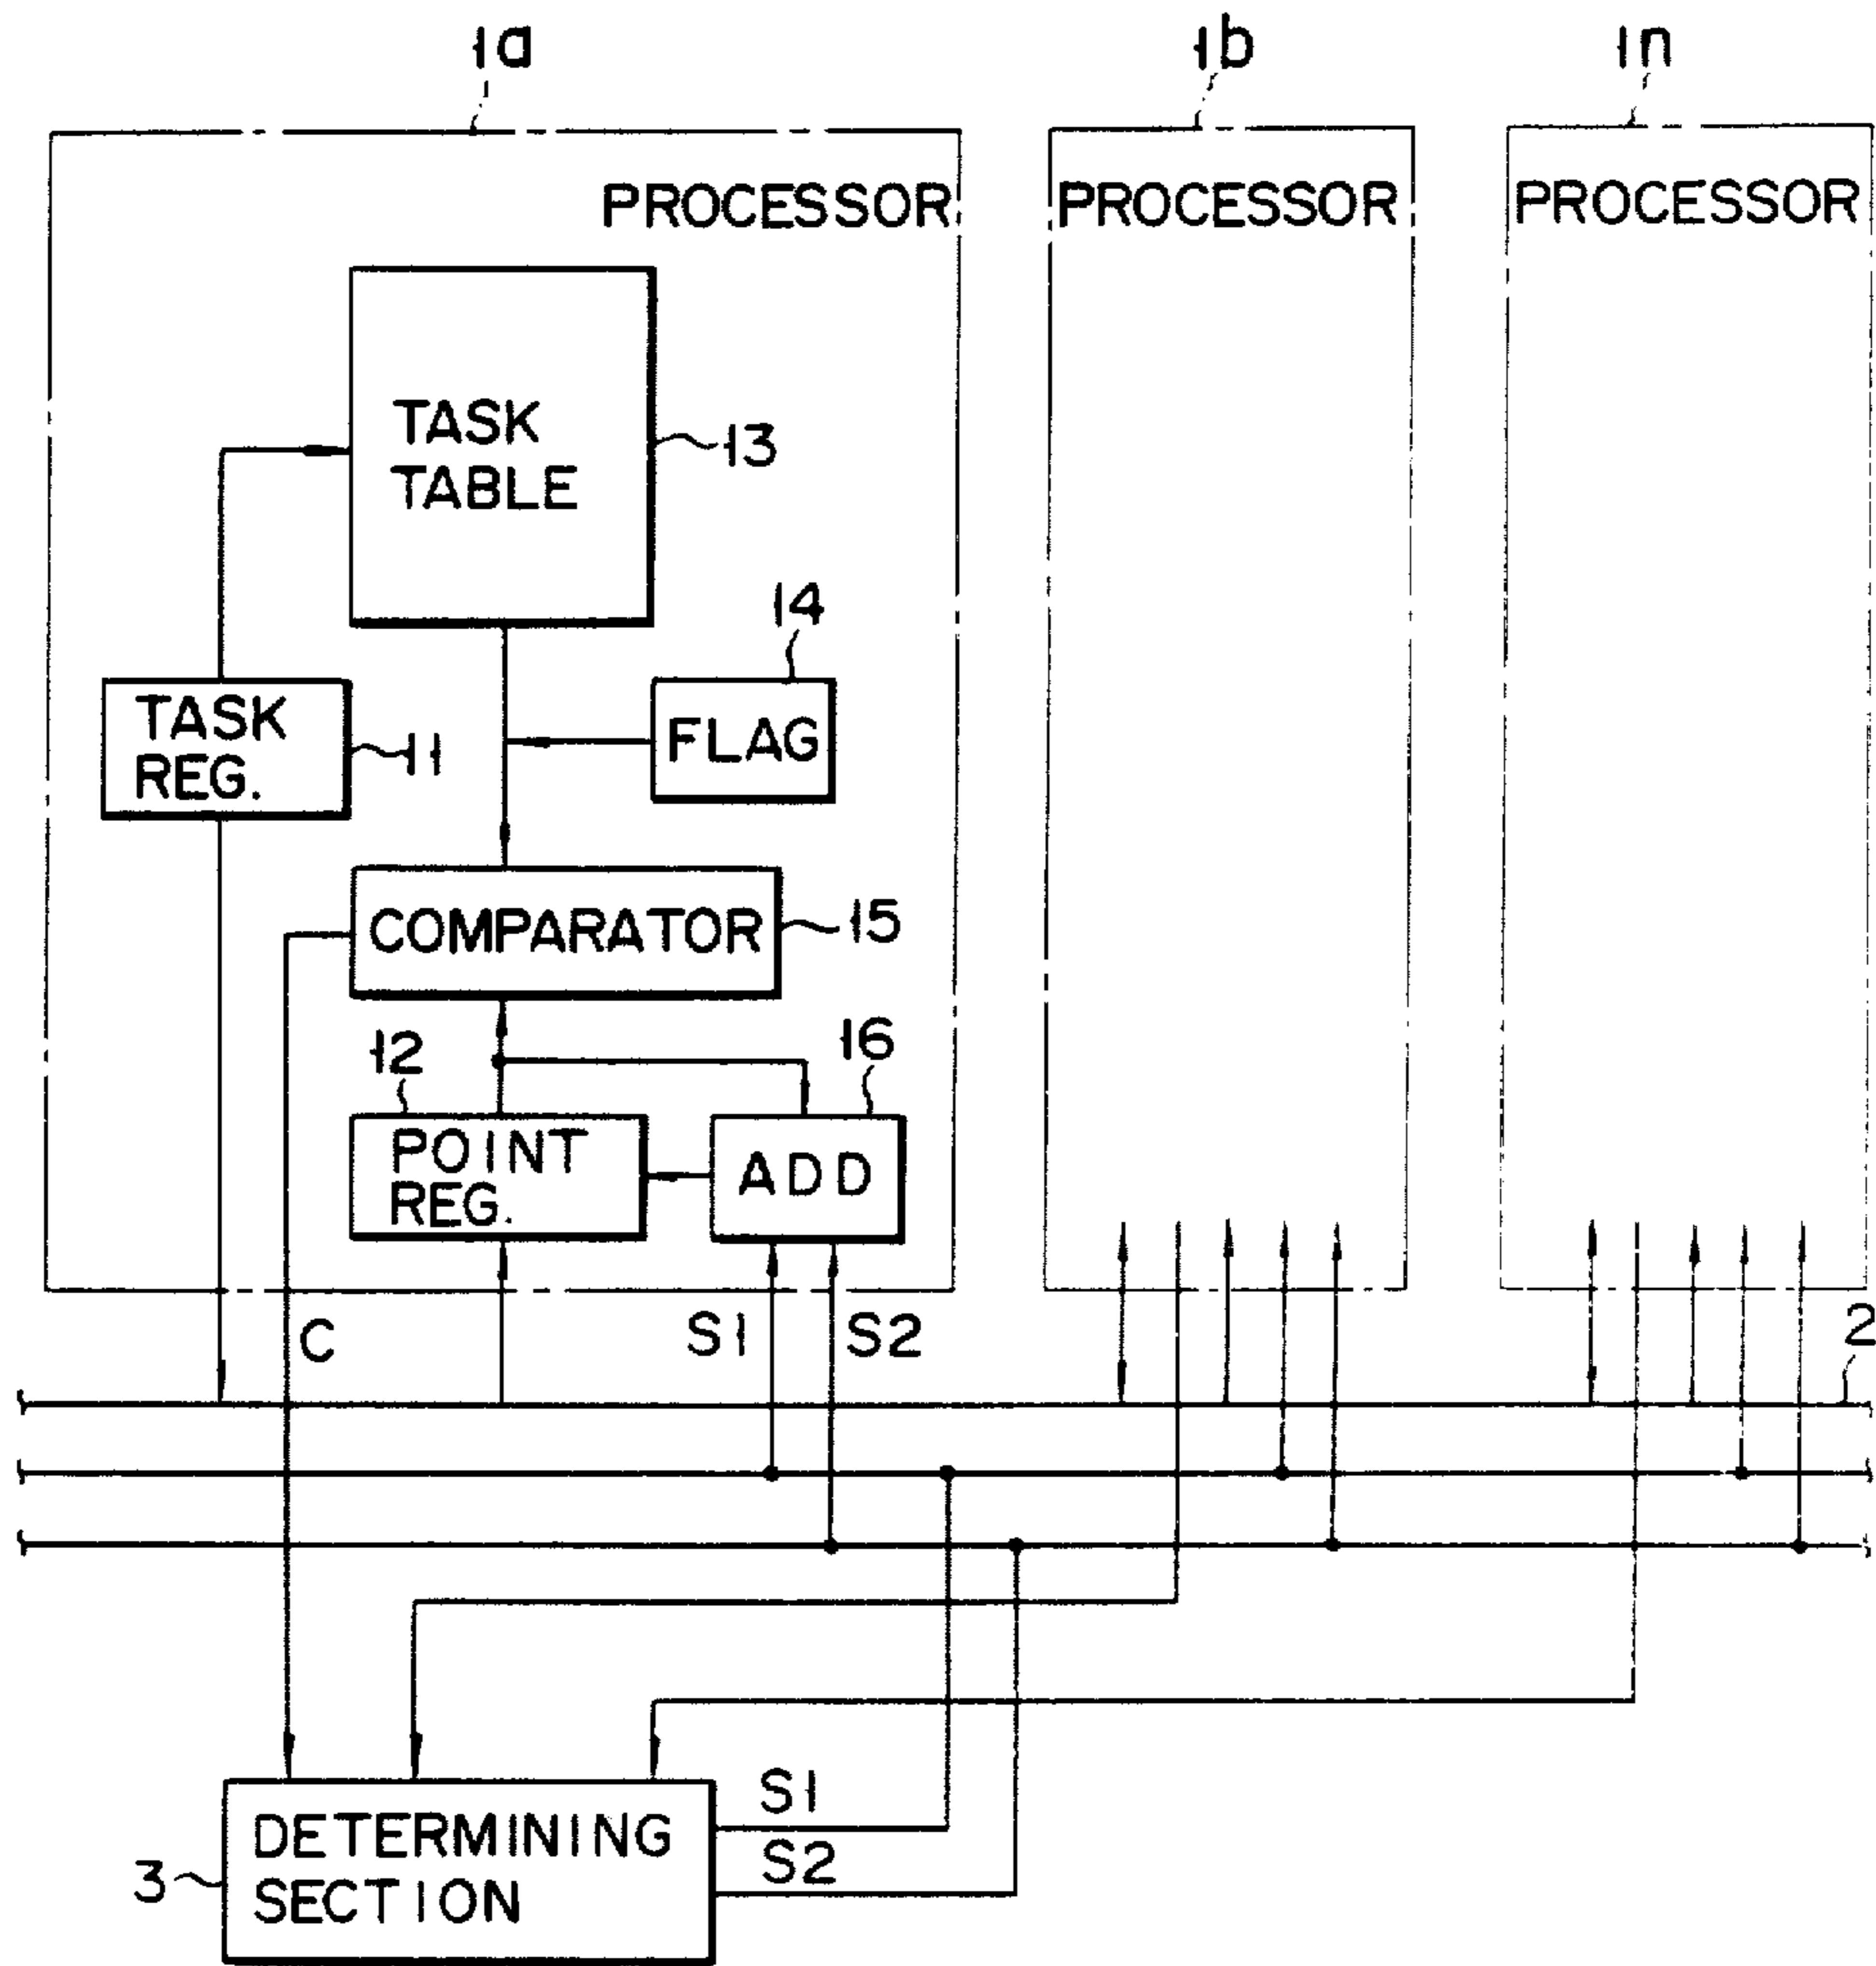 1a
1b
1n
PROCESSOR
PROCESSOR
PROCESSOR
TASK
TABLE
13
14
TASK
REG.
11
FLAG
COMPARATOR
15
12
16
POINT
REG.
ADD
C
S1
S2
2
S1
DETERMINING
SECTION
S2
3